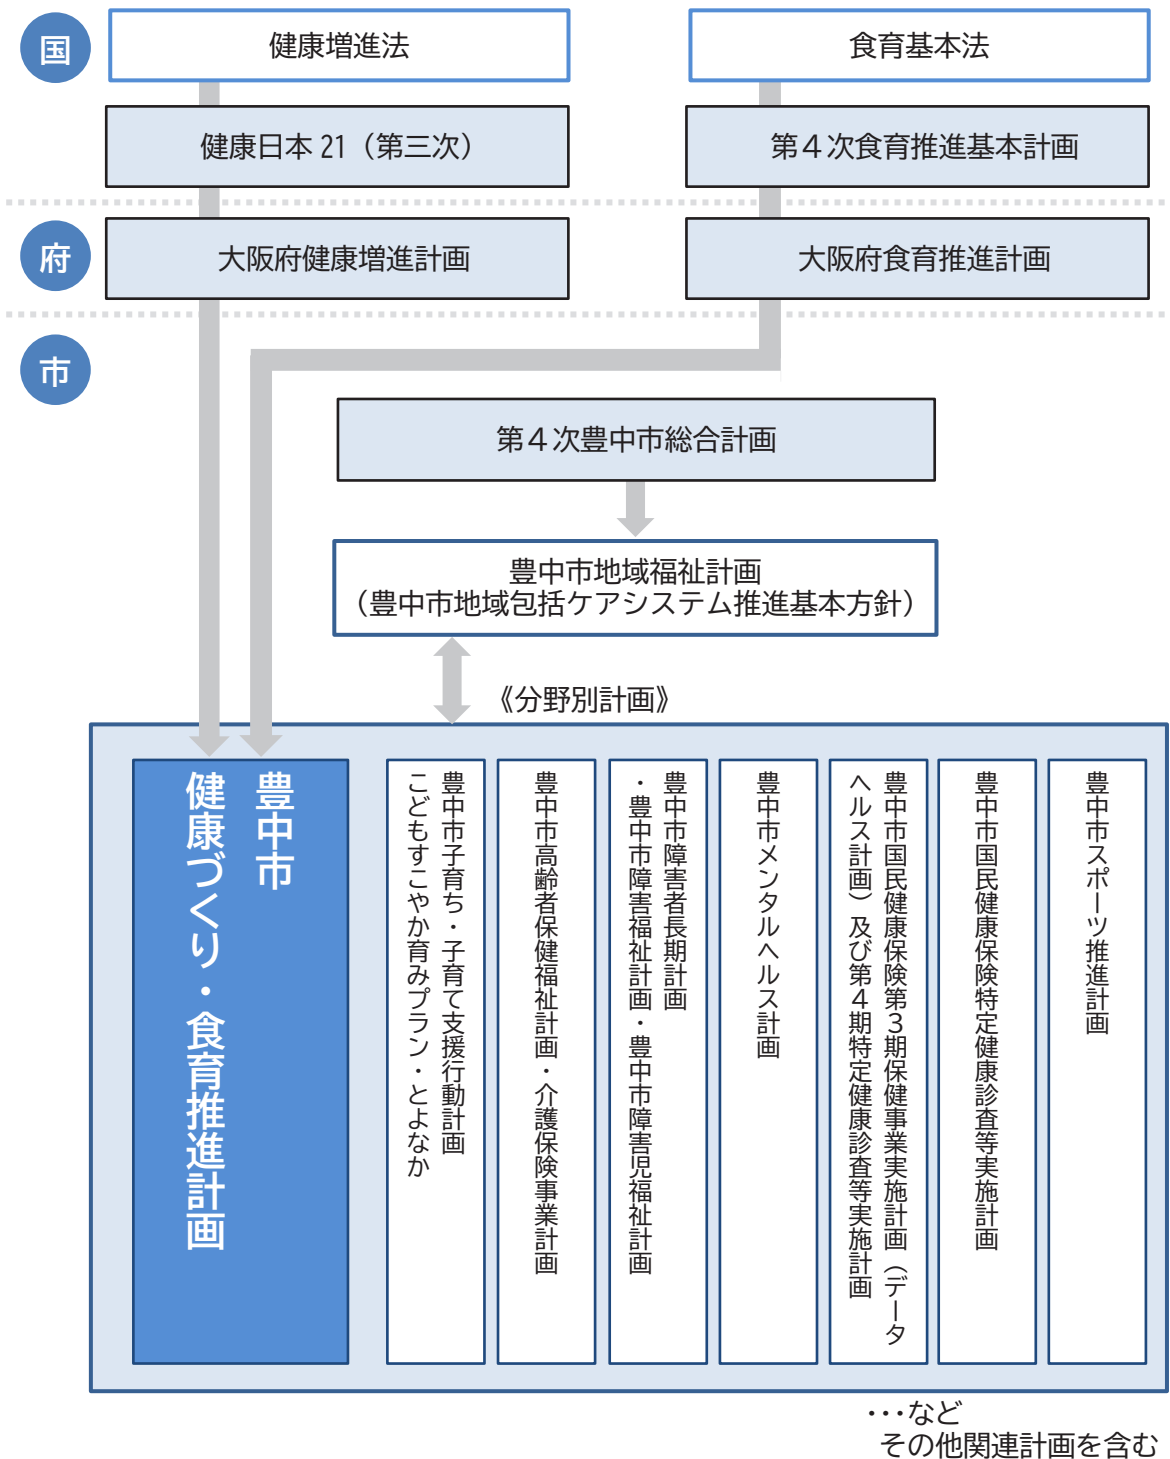 国
健康増進法
食育基本法
健康日本 21（第三次）
第４次食育推進基本計画
府
大阪府健康増進計画
大阪府食育推進計画
市
第４次豊中市総合計画
豊中市地域福祉計画
（豊中市地域包括ケアシステム推進基本方針）
《分野別計画》
豊中市
健康づくり・食育推進計画
豊中市子育ち・子育て支援行動計画
こどもすこやか育みプラン・とよなか
豊中市高齢者保健福祉計画・介護保険事業計画
豊中市障害者長期計画
・豊中市障害福祉計画・豊中市障害児福祉計画
豊中市メンタルヘルス計画
豊中市国民健康保険第３期保健事業実施計画（データ
ヘルス計画）及び第４期特定健康診査等実施計画
豊中市国民健康保険特定健康診査等実施計画
豊中市スポーツ推進計画
･･･など
その他関連計画を含む